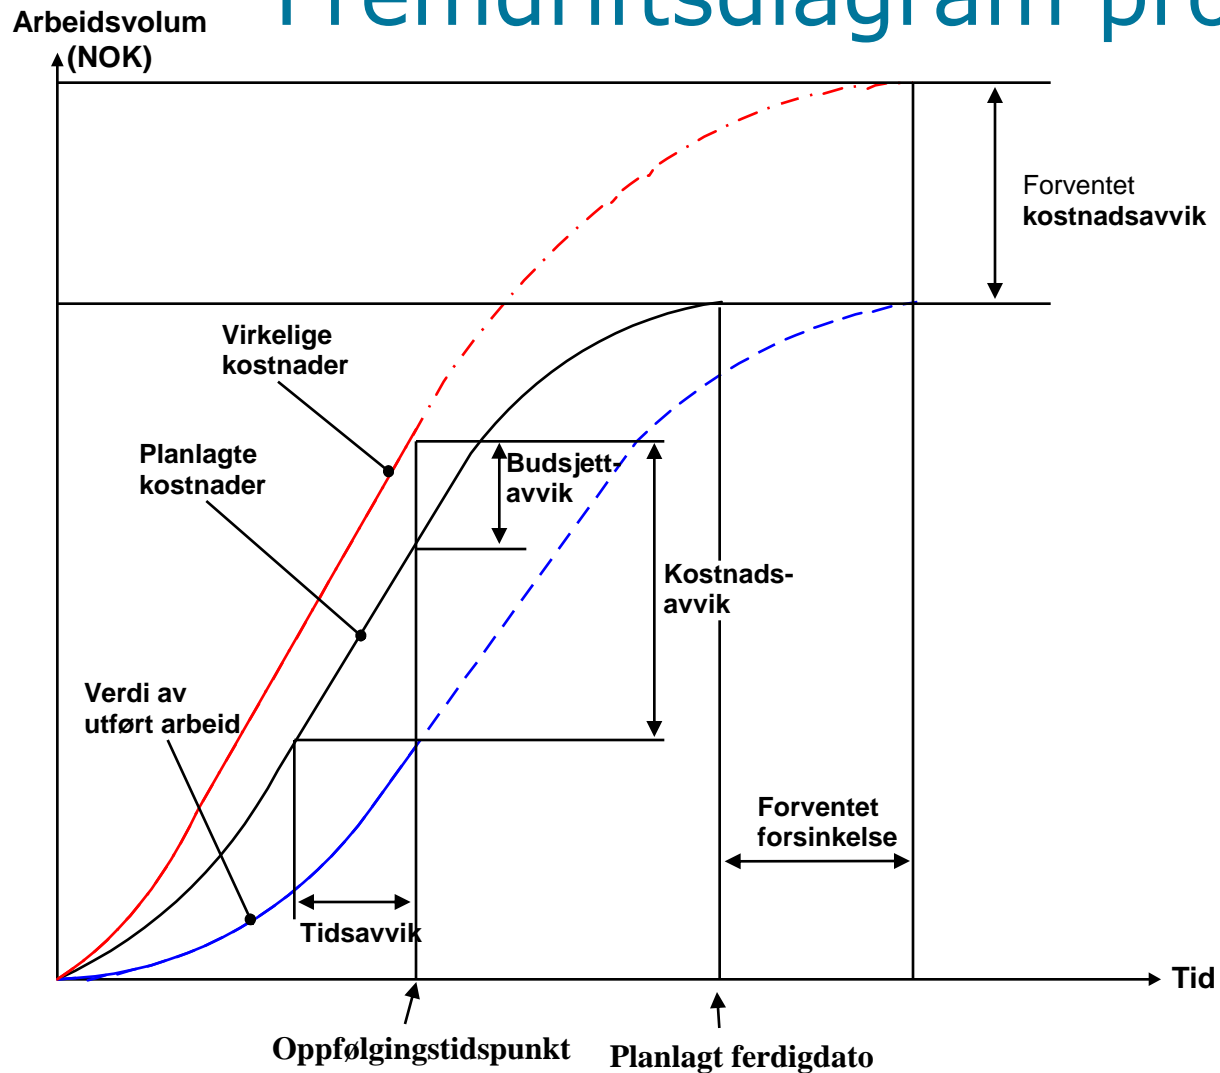 Fremdriftsdiagram
Arbeidsvolum
(NOK)
Forventet
kostnadsavvik
Virkelige
kostnader
Planlagte
kostnader
Budsjett-
avvik
Kostnads-
avvik
Verdi av
utført arbeid
Forventet
forsinkelse
Tidsavvik
Tid
Oppfølgingstidspunkt
Planlagt ferdigdato